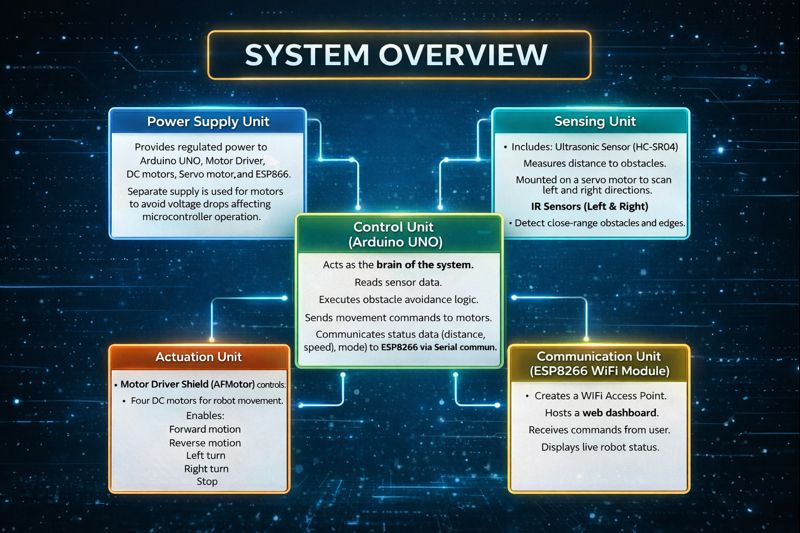 SYSTEM OVERVIEW
Power Supply Unit
Provides regulated power to
Arduino UNO, Motor Driver,
DC motors, Servo motor,and ESP866.
Separate supply is used for motors
to avoid voltage drops affecting
microcontroller operation.
Sensing Unit
• Includes: Ultrasonic Sensor (HC-SR04)
Measures distance to obstacles.
Mounted on a servo motor to scan
left and right directions.
IR Sensors (Left & Right)
• Detect close-range obstacles and edges.
Control Unit
(Arduino UNO)
Acts as the brain of the system.
Reads sensor data.
Executes obstacle avoidance logic.
Sends movement commands to motors.
Communicates status data (distance,
speed), mode) to ESP8266 via Serial commun.
Actuation Unit
• Motor Driver Shield (AFMotor) controls:
• Four DC motors for robot movement.
Enables:
Forward motion
Reverse motion
Left turn
Right turn
Stop
Communication Unit
(ESP8266 WiFi Module)
• Creates a WIFi Access Point.
Hosts a web dashboard.
Receives commands from user.
Displays live robot status.